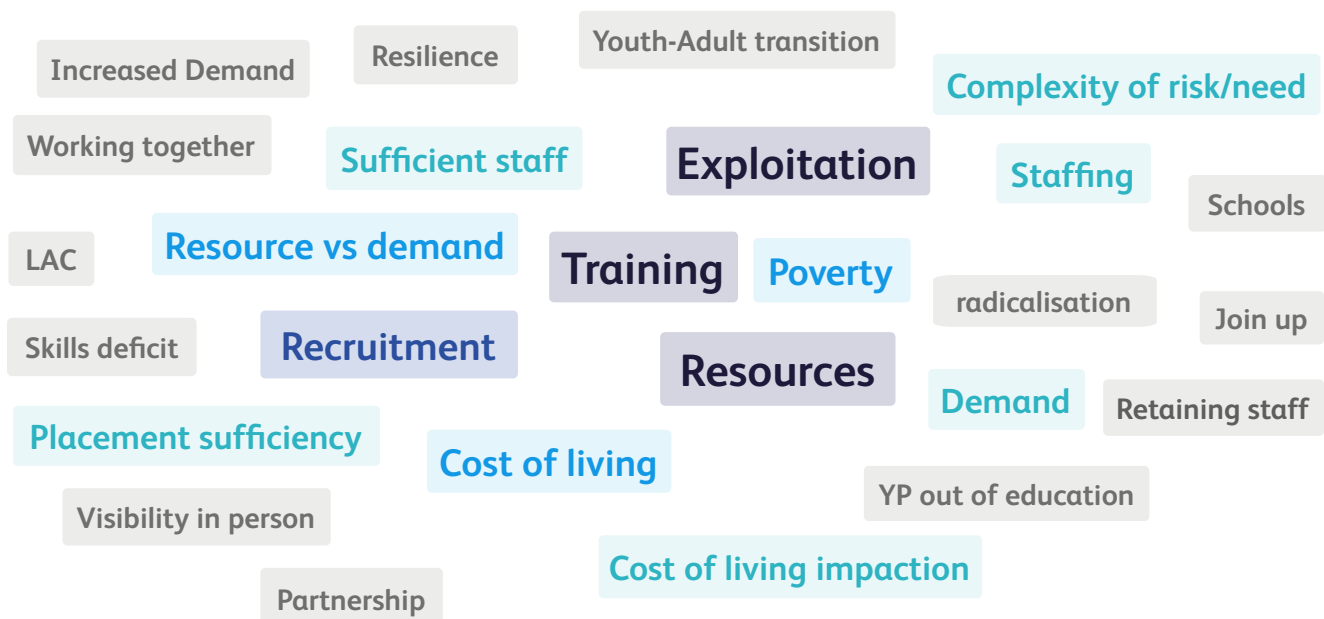 Youth-Adult transition
Resilience
Increased Demand
Complexity of risk/need
Working together
Sufficient staff
Exploitation
Staffing
Schools
LAC
Resource vs demand
Training
Poverty
radicalisation
Join up
Skills deficit
Recruitment
Resources
Demand
Retaining staff
Placement sufficiency
Cost of living
YP out of education
Visibility in person
Cost of living impaction
Partnership